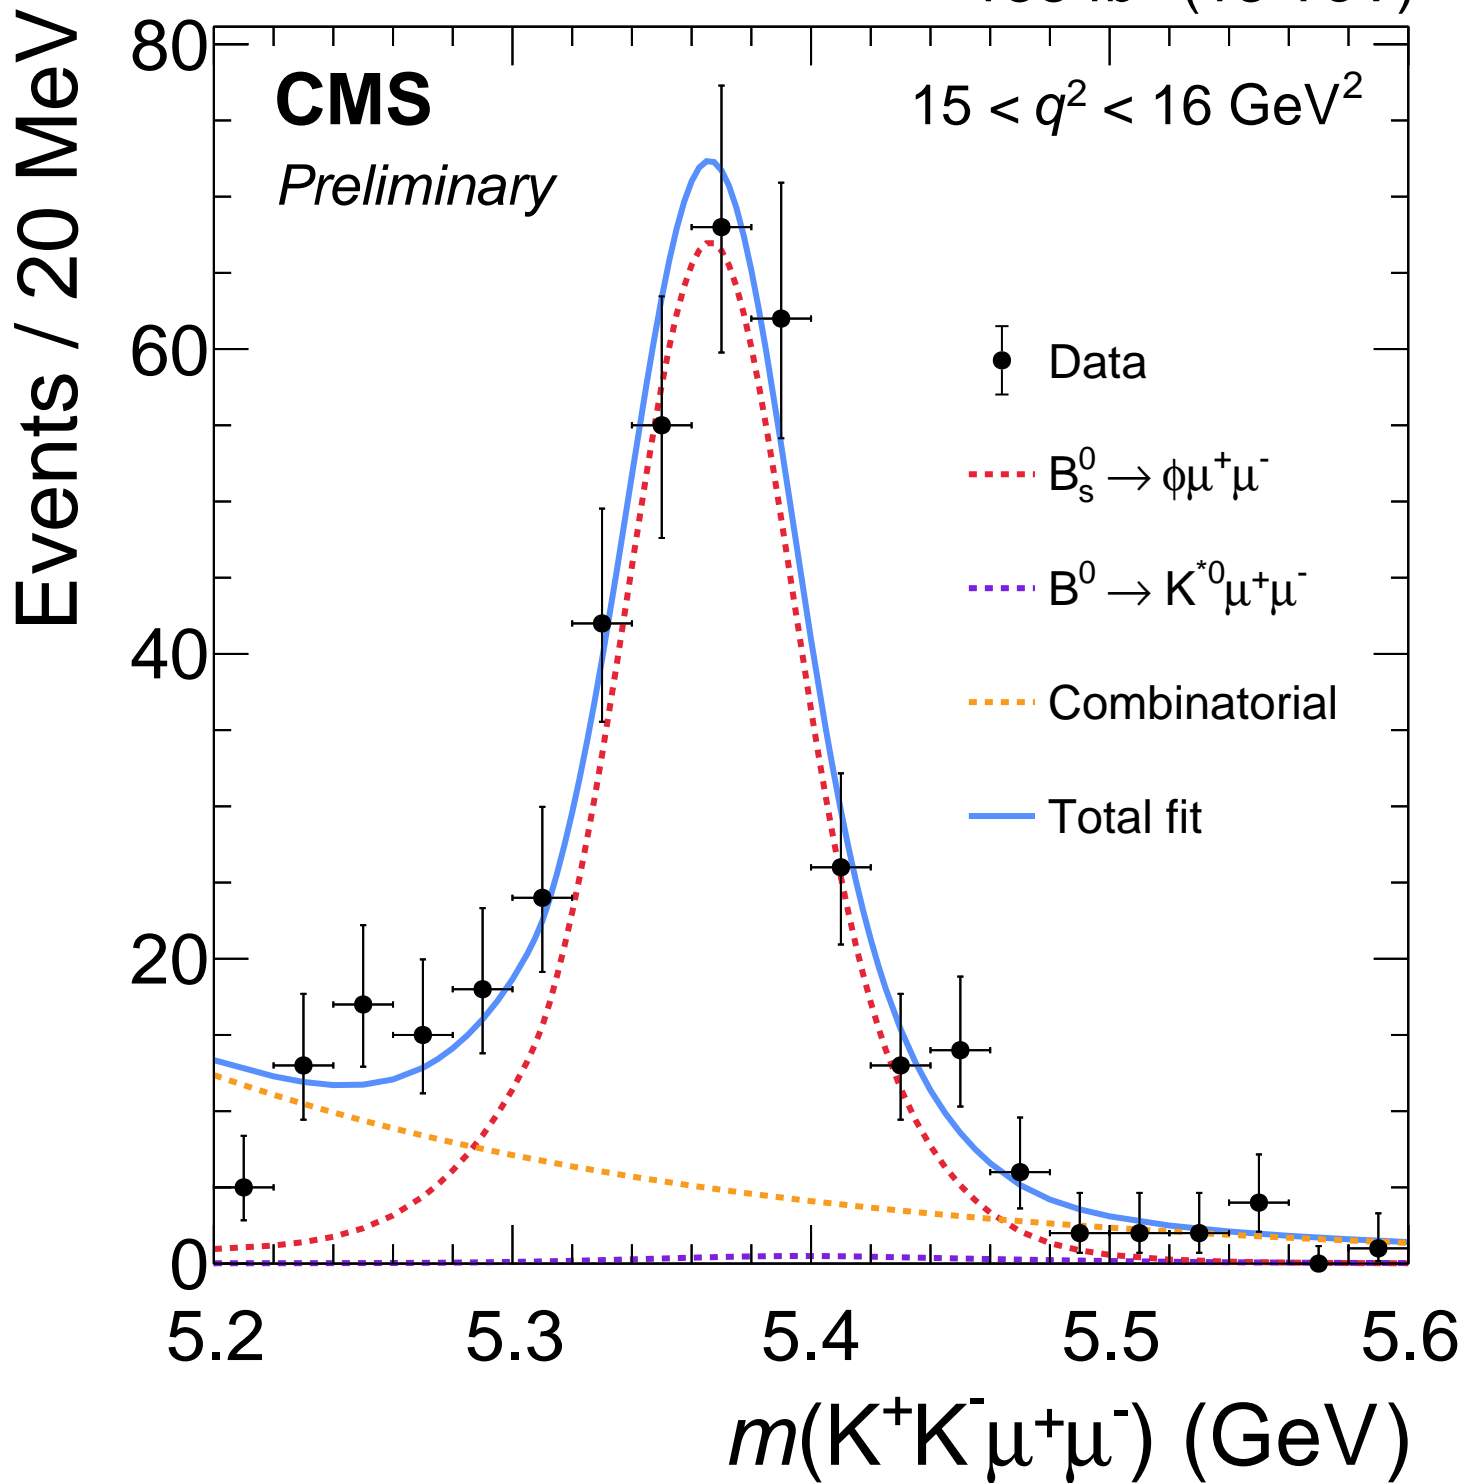 CMS
15 < q² < 16 GeV²
Preliminary
Events / 20 MeV
80
60
40
20
0
Data
B⁰ₛ → ϕμ⁺μ⁻
B⁰ → K*⁰μ⁺μ⁻
Combinatorial
Total fit
5.2 5.3 5.4 5.5 5.6
m(K⁺K⁻μ⁺μ⁻) (GeV)